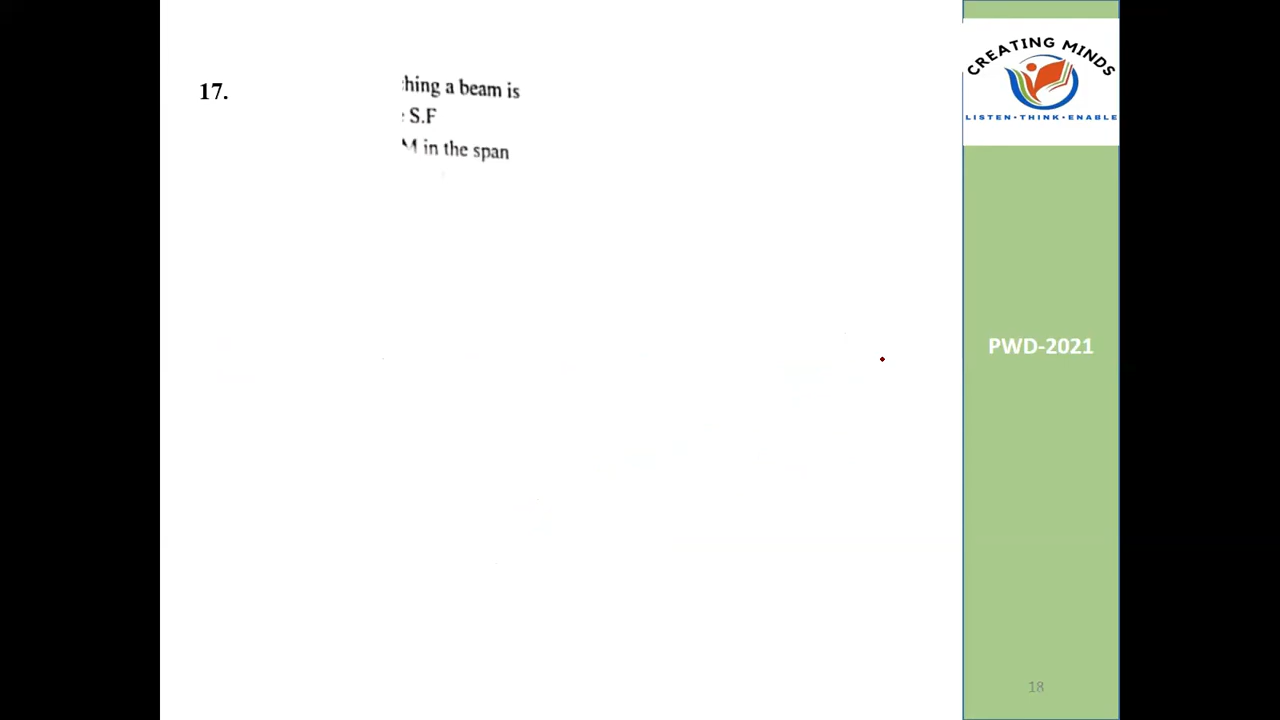 17.
hing a beam is
S.F
M in the span
CREATING MINDS
LISTEN•THINK•ENABLE
PWD-2021
18